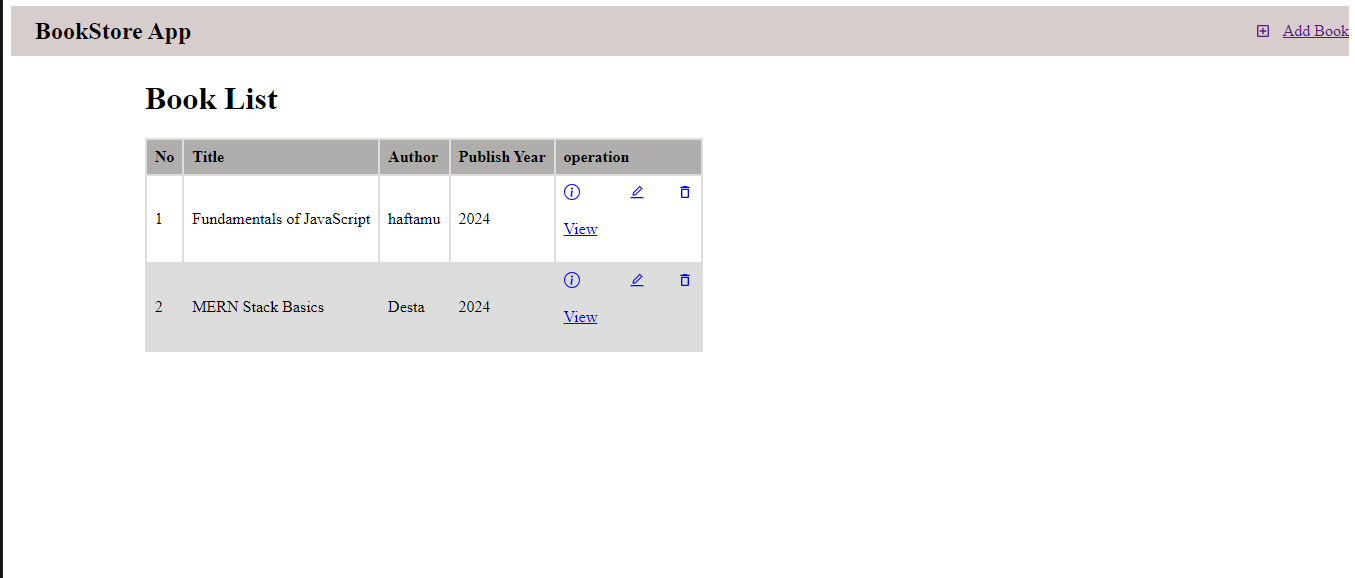 BookStore App Add Book
Book List
No Title Author Publish Year operation
1 Fundamentals of JavaScript haftamu 2024
View
2 MERN Stack Basics Desta 2024
View